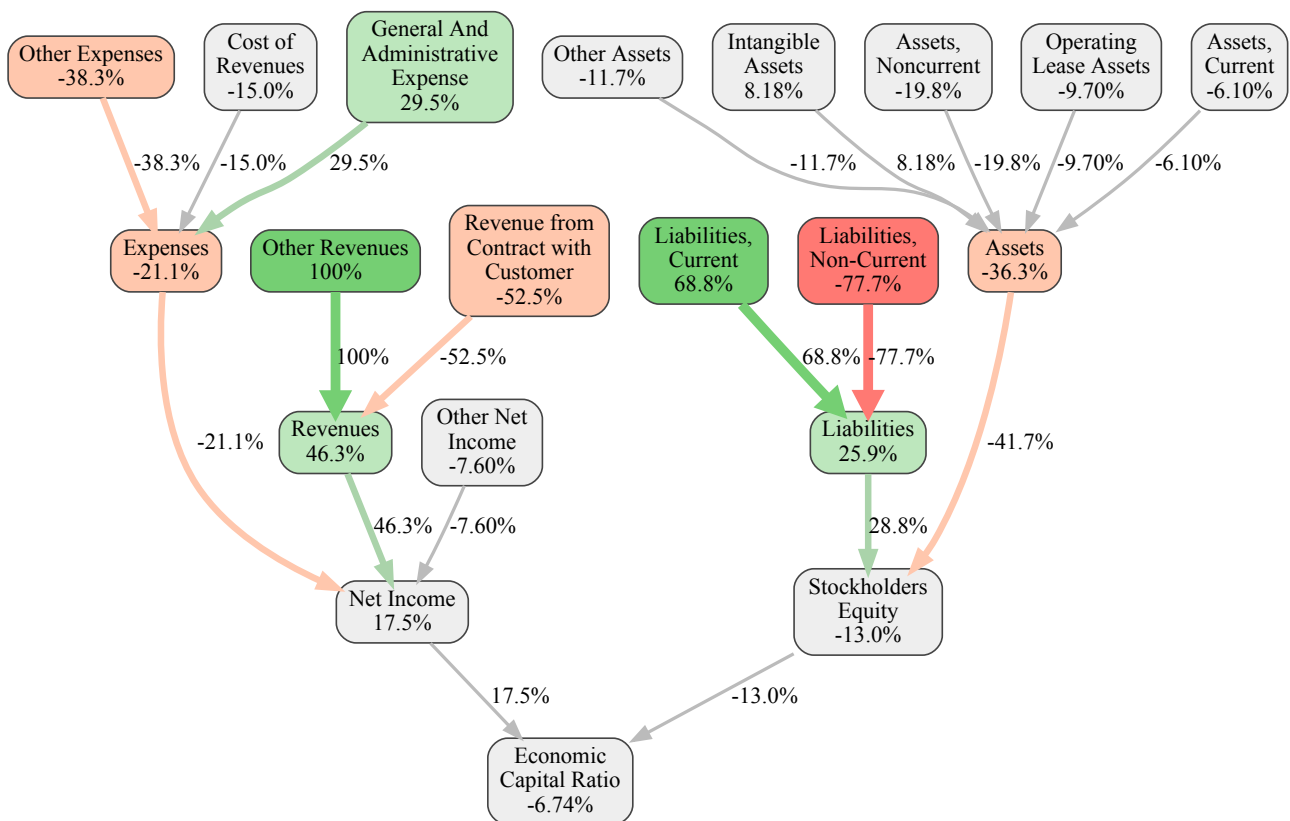 Other Expenses
-38.3%
Cost of
Revenues
-15.0%
General And
Administrative
Expense
29.5%
Other Assets
-11.7%
Intangible
Assets
8.18%
Assets,
Noncurrent
-19.8%
Operating
Lease Assets
-9.70%
Assets,
Current
-6.10%
-38.3%
-15.0%
29.5%
-11.7%
8.18%
-19.8%
-9.70%
-6.10%
Expenses
-21.1%
Other Revenues
100%
Revenue from
Contract with
Customer
-52.5%
Liabilities,
Current
68.8%
Liabilities,
Non-Current
-77.7%
Assets
-36.3%
100%
-52.5%
68.8%
-77.7%
-21.1%
Revenues
46.3%
Other Net
Income
-7.60%
Liabilities
25.9%
-41.7%
46.3%
-7.60%
28.8%
Net Income
17.5%
Stockholders
Equity
-13.0%
17.5%
-13.0%
Economic
Capital Ratio
-6.74%